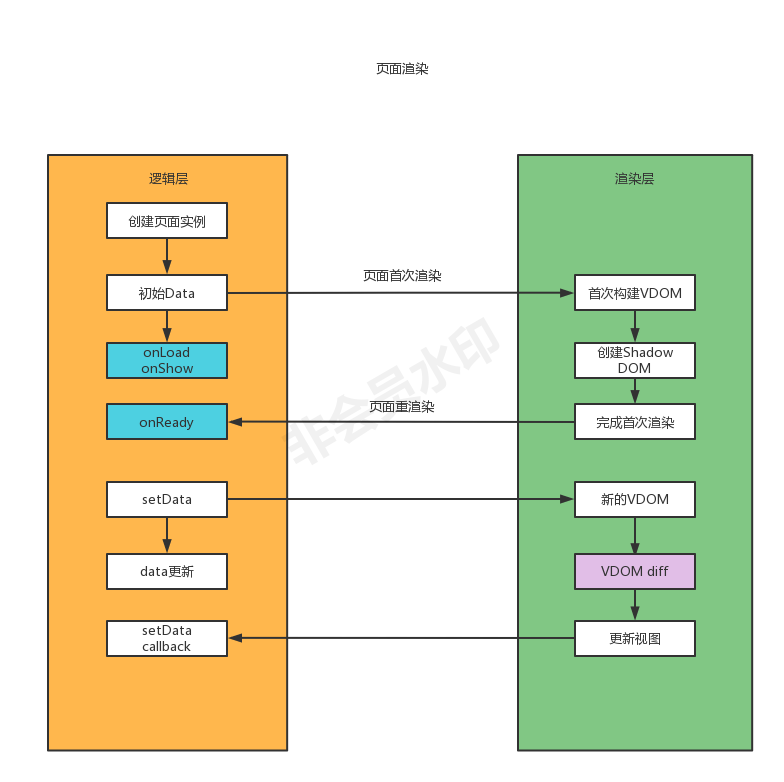 页面渲染
逻辑层
渲染层
创建页面实例
初始Data
页面首次渲染
首次构建VDOM
onLoad
onShow
创建Shadow
DOM
onReady
页面重渲染
完成首次渲染
setData
新的VDOM
data更新
VDOM diff
setData
callback
更新视图
非会员水印